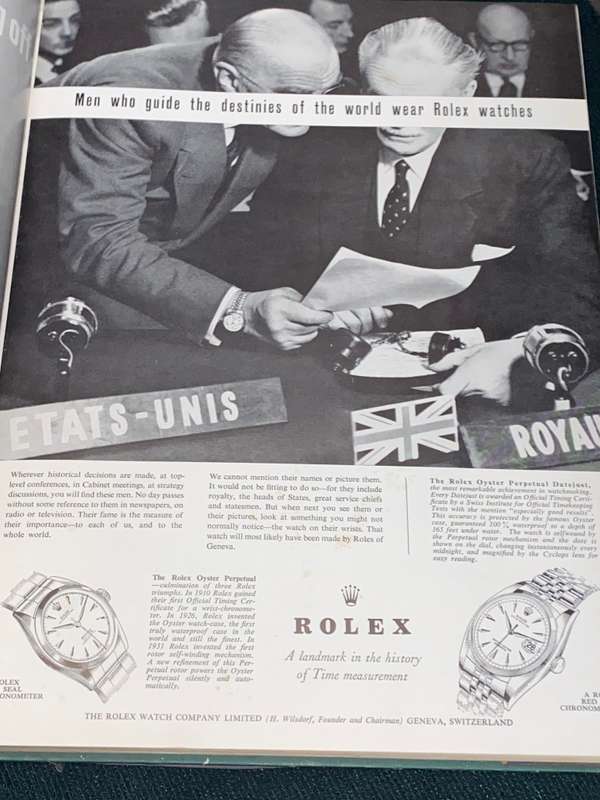 Men who guide the destinies of the world wear Rolex watches
ETATS-UNIS
ROYAU
Wherever historical decisions are made, at top-
level conferences, in Cabinet meetings, at strategy
discussions, you will find these men. No day passes
without some reference to them in newspapers, on
radio or television. Their fame is the measure of
their importance—to each of us, and to the
whole world.
We cannot mention their names or picture them.
It would not be fitting to do so—for they include
royalty, the heads of States, great service chiefs
and statesmen. But when next you see them or
their pictures, look at something you might not
normally notice—the watch on their wrists. That
watch will most likely have been made by Rolex of
Geneva.
The Rolex Oyster Perpetual Datejust,
the most remarkable achievement in watchmaking.
Every Datejust is awarded an Official Timing Certi-
ficate by a Swiss Institute for Official Timekeeping
Tests with the mention "especially good results".
This accuracy is protected by the famous Oyster
case, guaranteed 100% waterproof to a depth of
165 feet under water. The watch is selfwound by
the Perpetual rotor mechanism and the date is
shown on the dial, changing instantaneously every
midnight, and magnified by the Cyclops lens for
easy reading.
The Rolex Oyster Perpetual
—culmination of three Rolex
triumphs. In 1910 Rolex gained
their first Official Timing Cer-
tificate for a wrist-chronome-
ter. In 1926, Rolex invented
the Oyster watch-case, the first
truly waterproof case in the
world and still the finest. In
1931 Rolex invented the first
rotor self-winding mechanism.
A new refinement of this Per-
petual rotor powers the Oyster
Perpetual silently and auto-
matically.
OLEX
SEAL
ONOMETER
ROLEX
A landmark in the history
of Time measurement
A RO
RED
CHRONOM
THE ROLEX WATCH COMPANY LIMITED (H. Wilsdorf, Founder and Chairman) GENEVA, SWITZERLAND